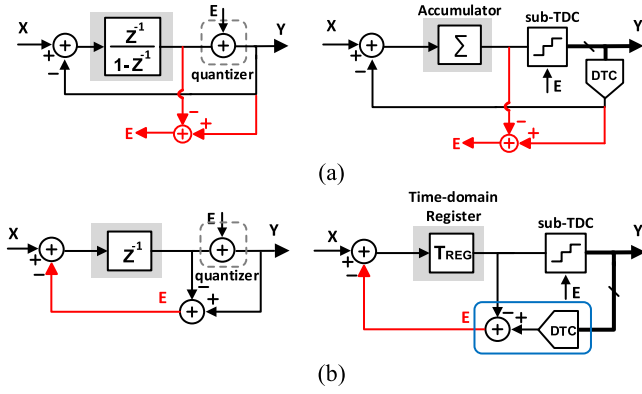 E
X
Y
+
−
z⁻¹
1-z⁻¹
quantizer
−
+
E
Accumulator
sub-TDC
X
Y
+
−
Σ
DTC
E
−
+
E
(a)
E
X
Y
+
−
z⁻¹
quantizer
E
−
+
Time-domain
Register
sub-TDC
X
Y
+
−
TREG
E
E
−
+
DTC
(b)